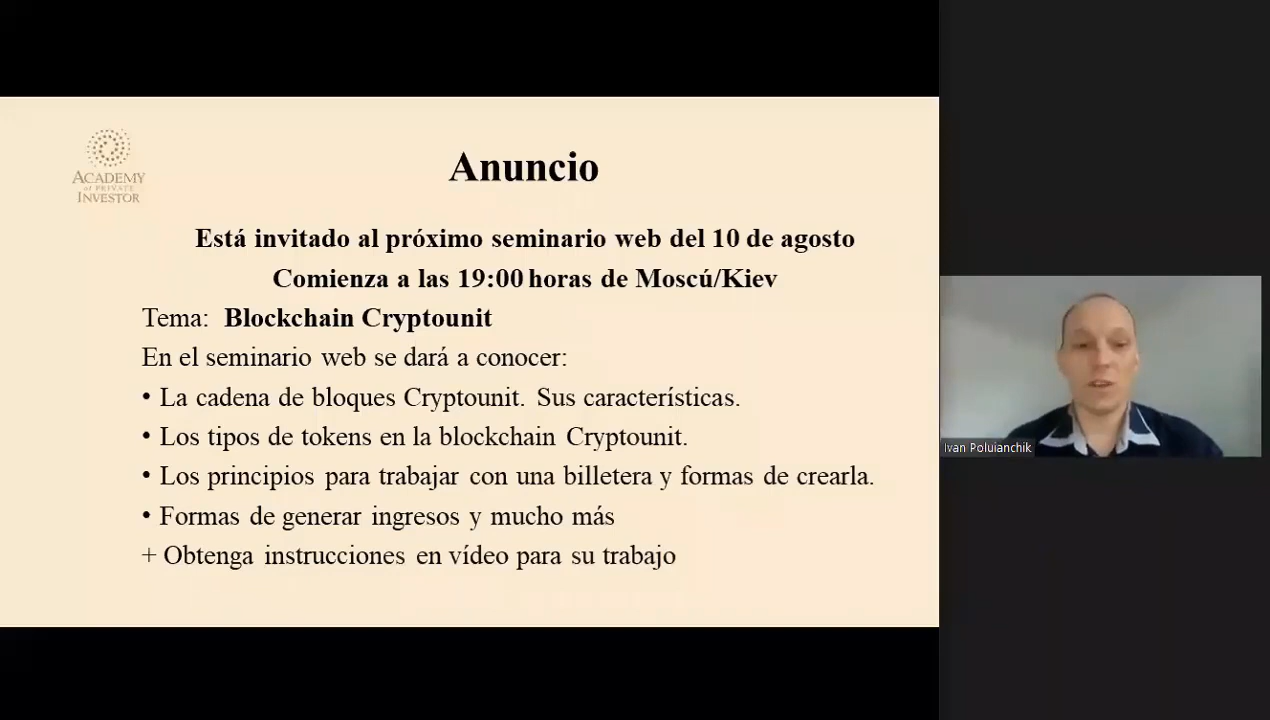 ACADEMY
of PRIVATE
INVESTOR
Anuncio
Está invitado al próximo seminario web del 10 de agosto
Comienza a las 19:00 horas de Moscú/Kiev
Tema: Blockchain Cryptounit
En el seminario web se dará a conocer:
• La cadena de bloques Cryptounit. Sus características.
• Los tipos de tokens en la blockchain Cryptounit.
• Los principios para trabajar con una billetera y formas de crearla.
• Formas de generar ingresos y mucho más
+ Obtenga instrucciones en vídeo para su trabajo
Ivan Poluianchik